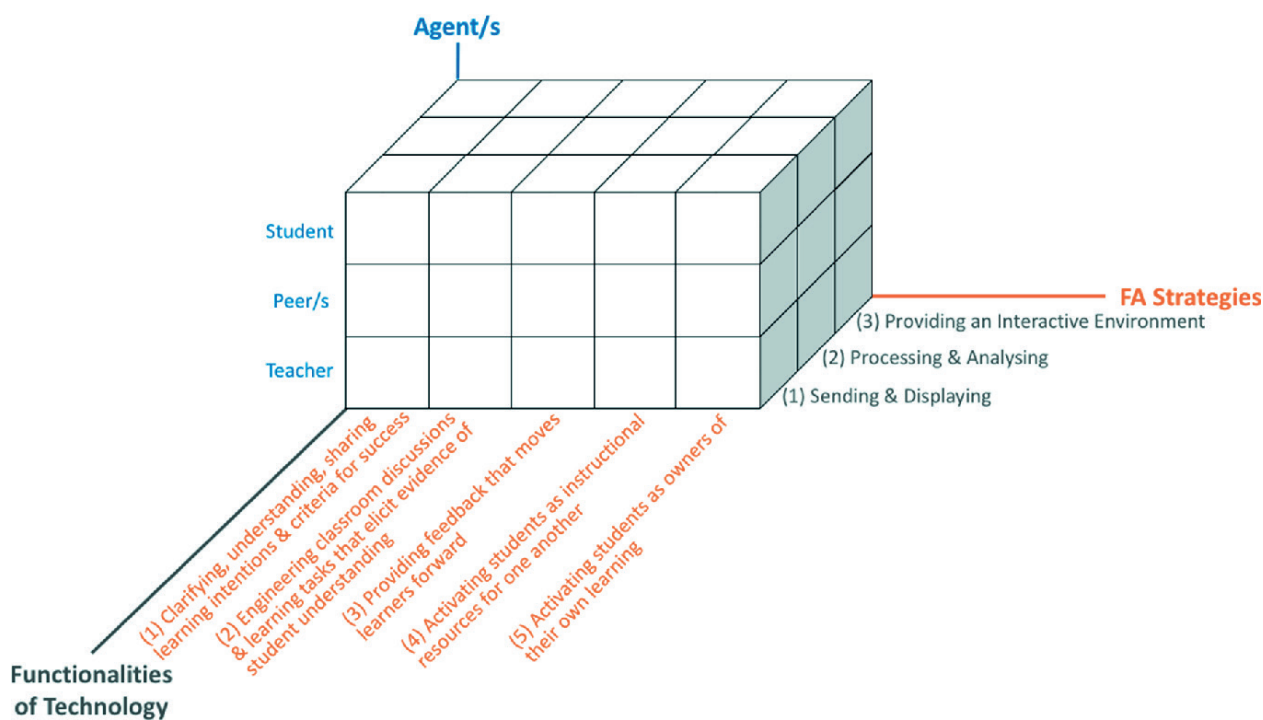 Agent/s
Student
Peer/s
Teacher
FA Strategies
(3) Providing an Interactive Environment
(2) Processing & Analysing
(1) Sending & Displaying
(1) Clarifying, understanding, sharing
learning intentions & criteria for success
(2) Engineering classroom discussions
& learning tasks that elicit evidence of
student understanding
(3) Providing feedback that moves
learners forward
(4) Activating students as instructional
resources for one another
(5) Activating students as owners of
their own learning
Functionalities
of Technology